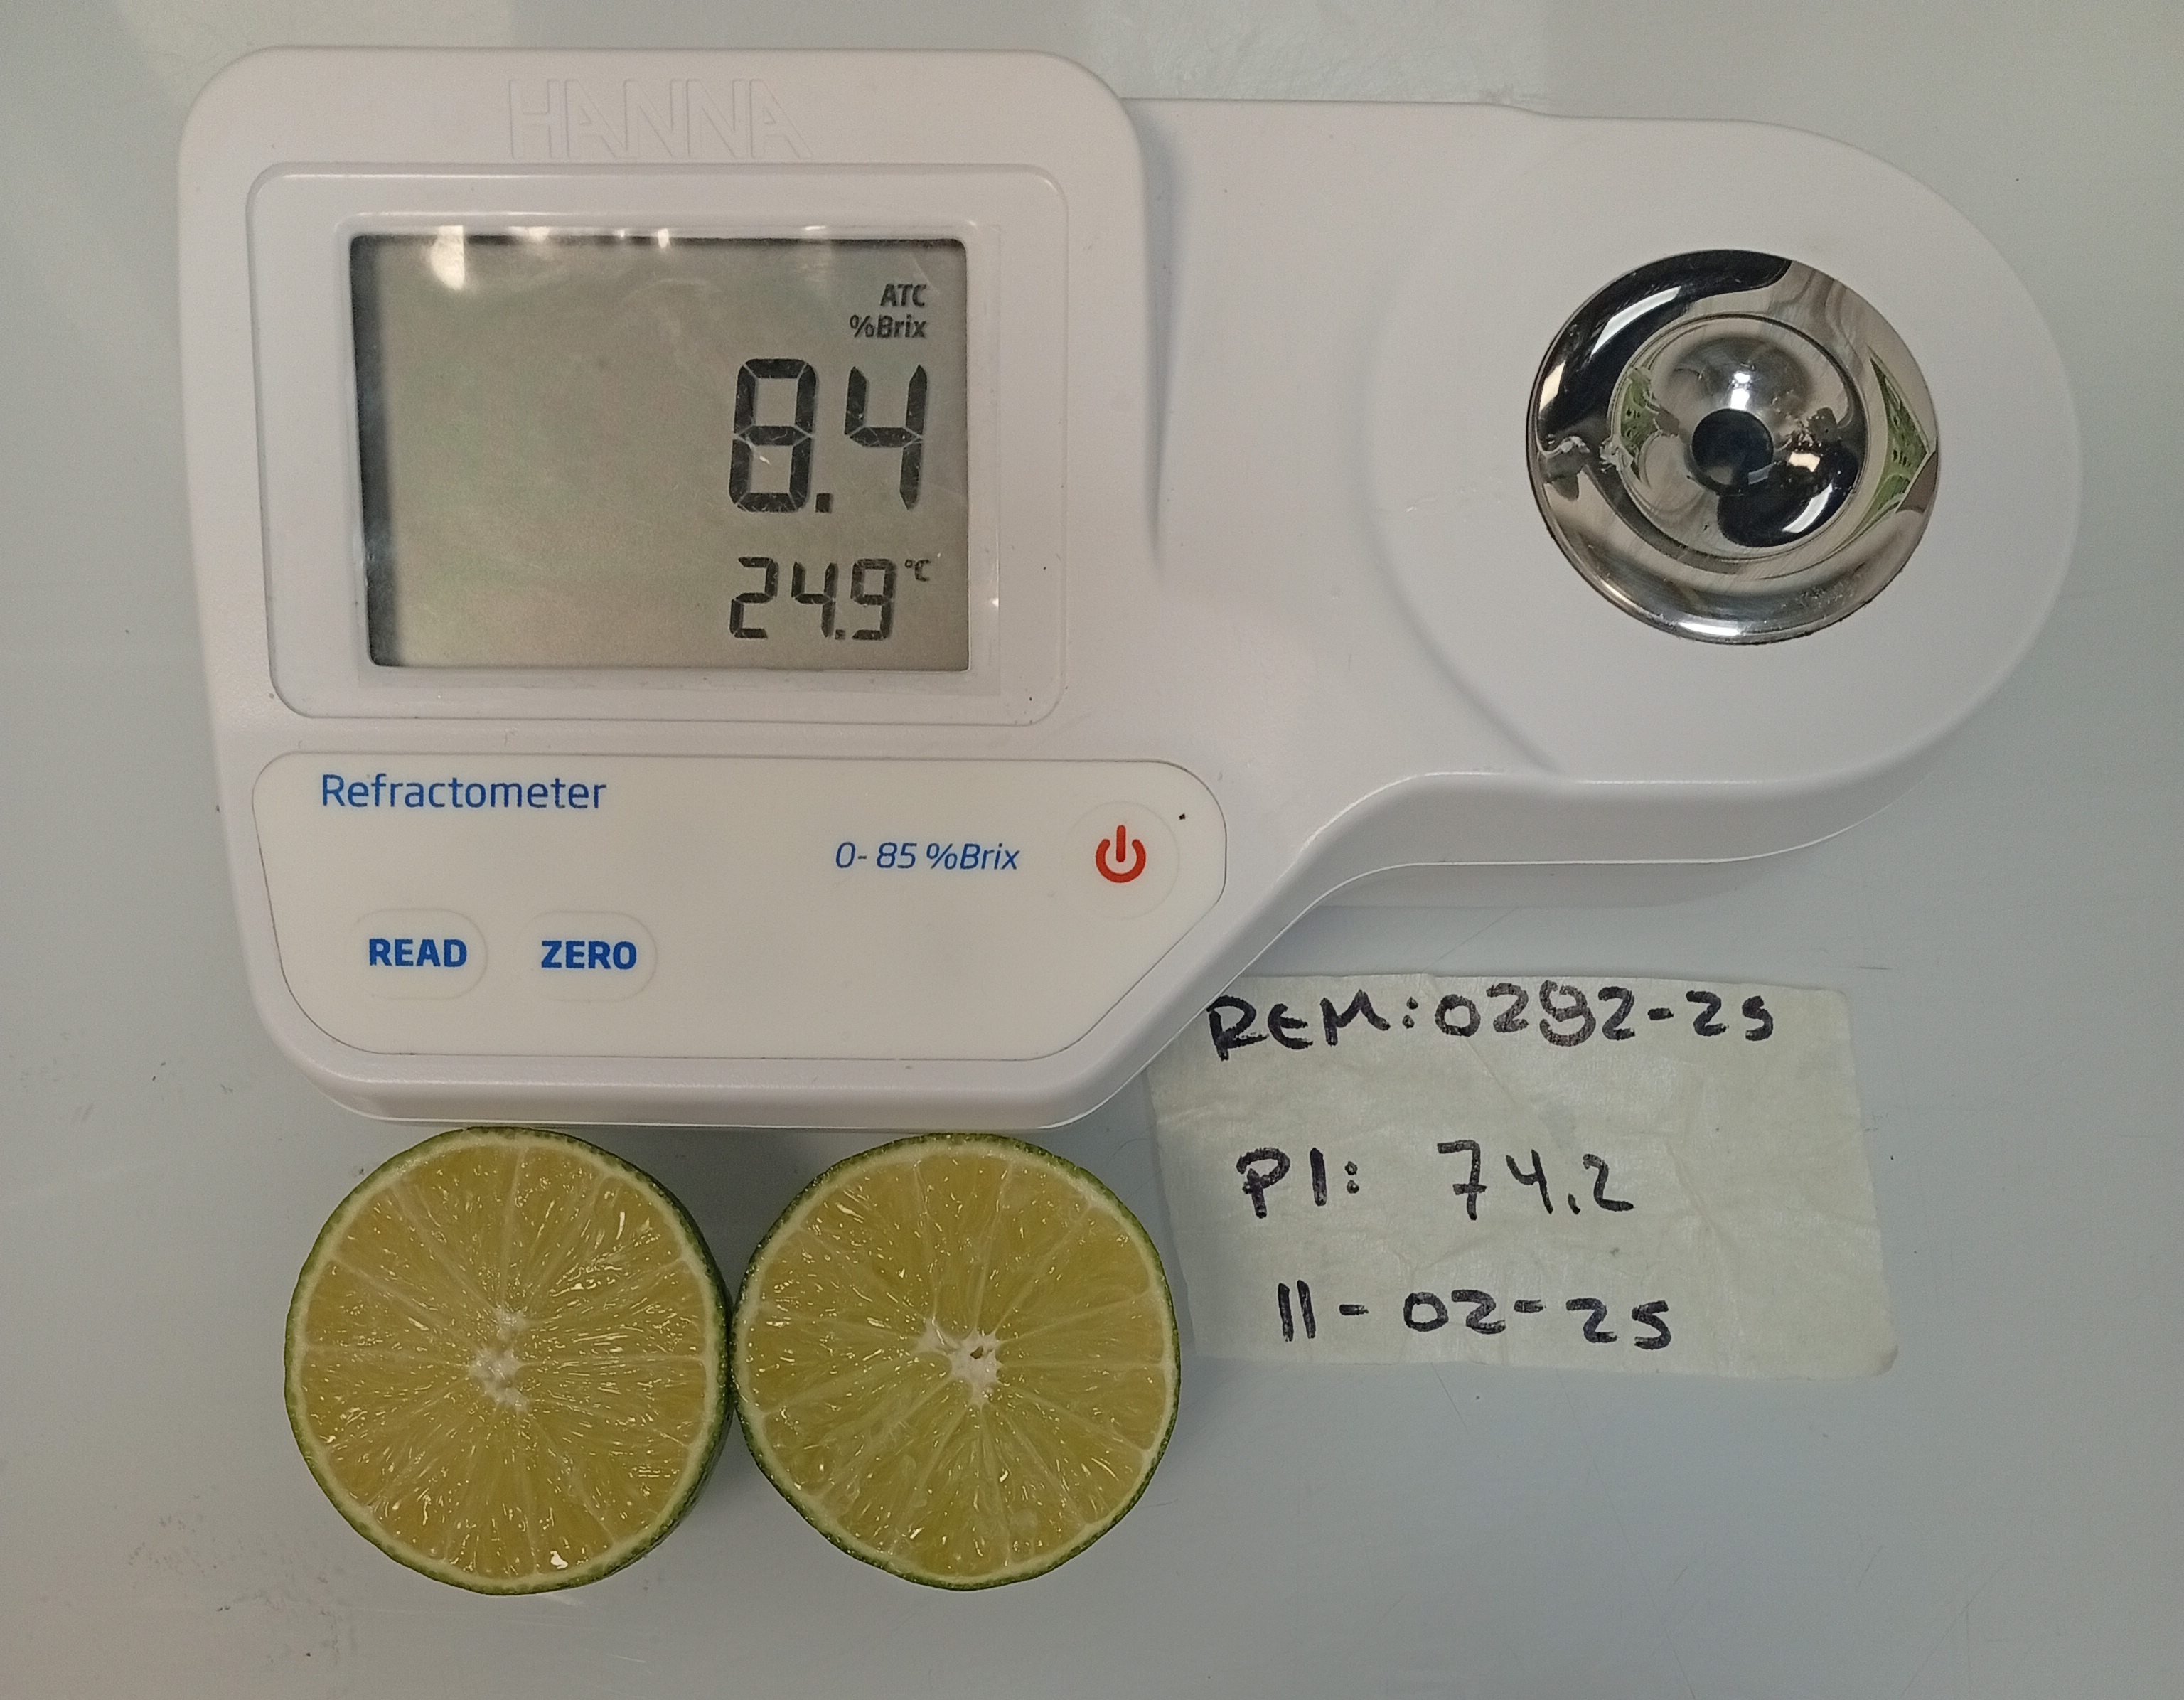 HANNA
ATC
%Brix
8.4
24.9 °C
Refractometer
0-85 %Brix
READ
ZERO
REM: 0292-25
PI: 74.2
11-02-25